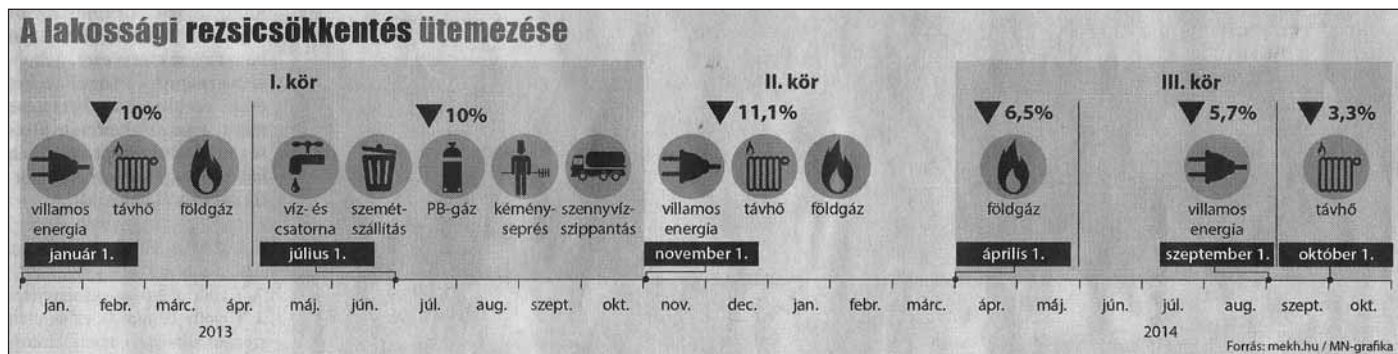 A lakossági rezsicsökkentés ütemezése
I. kör
10%
villamos
energia
távhő
földgáz
január 1.
10%
víz- és
csatorna
szemét-
szállítás
PB-gáz
kémény-
seprés
szennyvíz-
szippantás
július 1.
II. kör
11,1%
villamos
energia
távhő
földgáz
november 1.
III. kör
6,5%
földgáz
április 1.
5,7%
villamos
energia
szeptember 1.
3,3%
távhő
október 1.
jan. febr. márc. ápr. máj. jún. júl. aug. szept. okt. nov. dec. jan. febr. márc. ápr. máj. jún. júl. aug. szept. okt.
2013 2014
Forrás: mekh.hu / MN-grafika